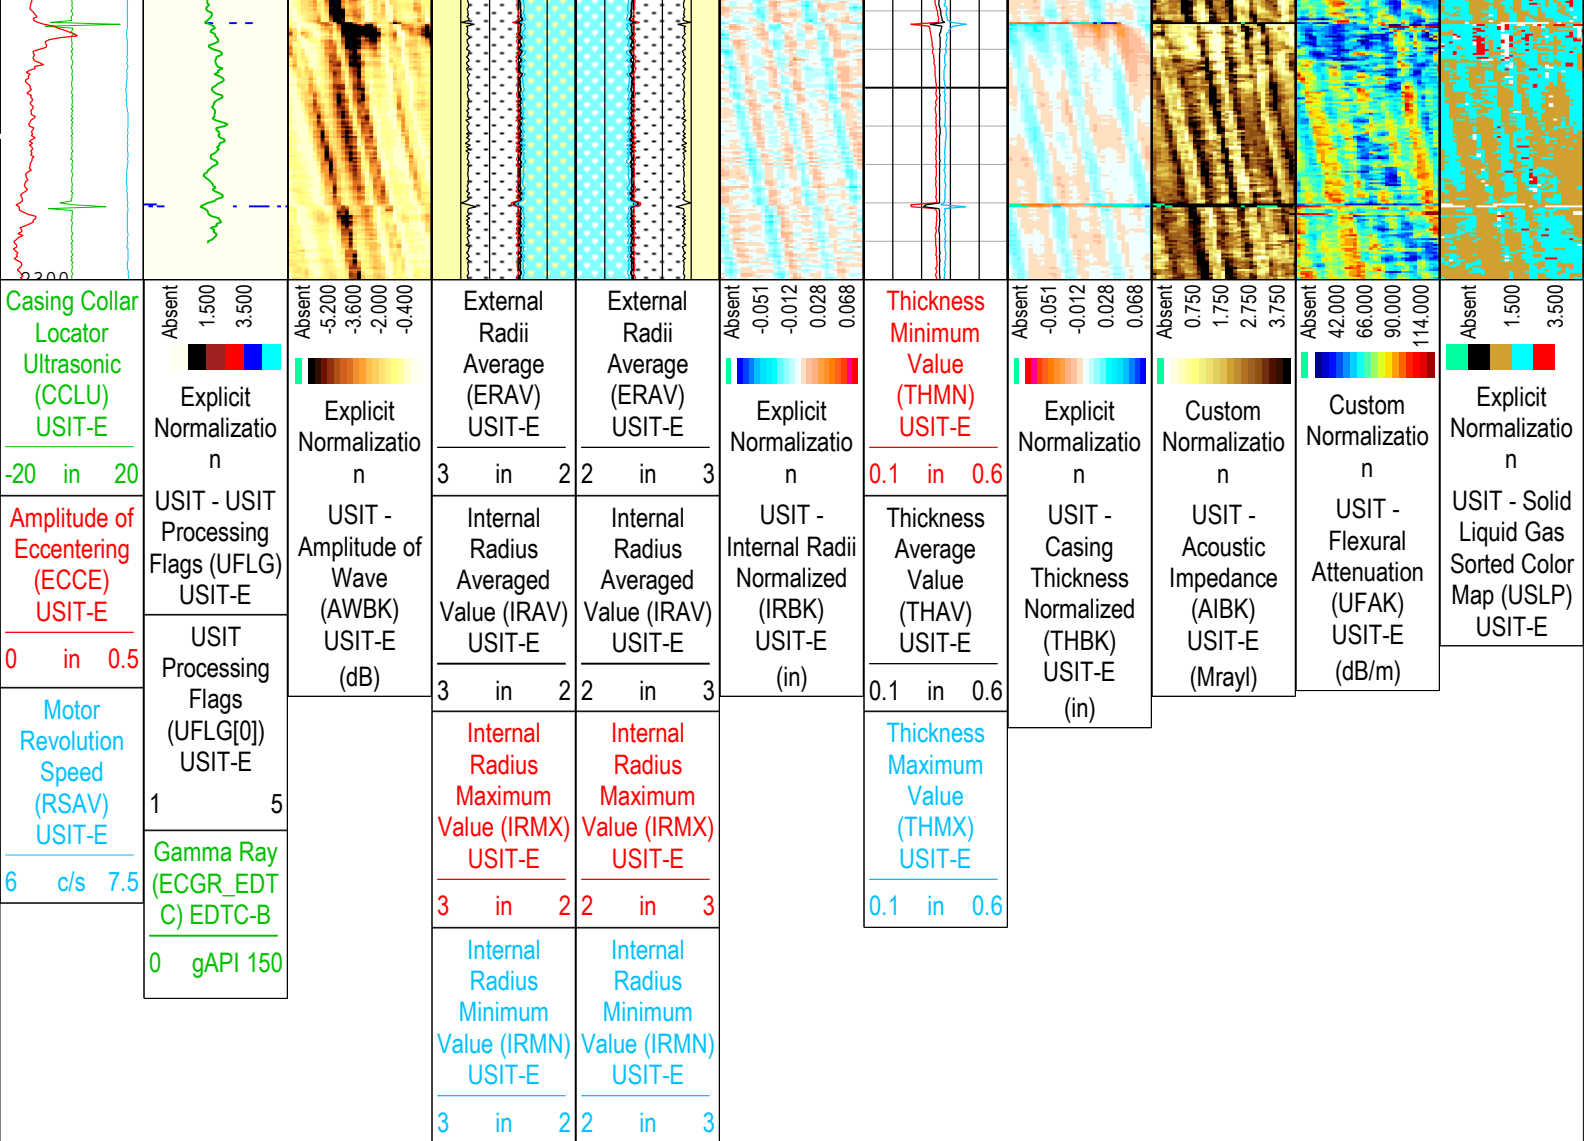 2300
Casing Collar
Locator
Ultrasonic
(CCLU)
USIT-E
-20 in 20
Amplitude of
Eccentering
(ECCE)
USIT-E
0 in 0.5
Motor
Revolution
Speed
(RSAV)
USIT-E
6 c/s 7.5
Absent
1.500
3.500
Explicit
Normalizatio
n
USIT - USIT
Processing
Flags (UFLG)
USIT-E
USIT
Processing
Flags
(UFLG[0])
USIT-E
1 5
Gamma Ray
(ECGR_EDT
C) EDTC-B
0 gAPI 150
Absent
-5.200
-3.600
-2.000
-0.400
Explicit
Normalizatio
n
USIT -
Amplitude of
Wave
(AWBK)
USIT-E
(dB)
External
Radii
Average
(ERAV)
USIT-E
3 in 2
Internal
Radius
Averaged
Value (IRAV)
USIT-E
3 in 2
Internal
Radius
Maximum
Value (IRMX)
USIT-E
3 in 2
Internal
Radius
Minimum
Value (IRMN)
USIT-E
3 in 2
External
Radii
Average
(ERAV)
USIT-E
2 in 3
Internal
Radius
Averaged
Value (IRAV)
USIT-E
2 in 3
Internal
Radius
Maximum
Value (IRMX)
USIT-E
2 in 3
Internal
Radius
Minimum
Value (IRMN)
USIT-E
2 in 3
Absent
-0.051
-0.012
0.028
0.068
Explicit
Normalizatio
n
USIT -
Internal Radii
Normalized
(IRBK)
USIT-E
(in)
Thickness
Minimum
Value
(THMN)
USIT-E
0.1 in 0.6
Thickness
Average
Value
(THAV)
USIT-E
0.1 in 0.6
Thickness
Maximum
Value
(THMX)
USIT-E
0.1 in 0.6
Absent
-0.051
-0.012
0.028
0.068
Explicit
Normalizatio
n
USIT -
Casing
Thickness
Normalized
(THBK)
USIT-E
(in)
Absent
0.750
1.750
2.750
3.750
Custom
Normalizatio
n
USIT -
Acoustic
Impedance
(AIBK)
USIT-E
(Mrayl)
Absent
42.000
66.000
90.000
114.000
Custom
Normalizatio
n
USIT -
Flexural
Attenuation
(UFAK)
USIT-E
(dB/m)
Absent
1.500
3.500
Explicit
Normalizatio
n
USIT - Solid
Liquid Gas
Sorted Color
Map (USLP)
USIT-E